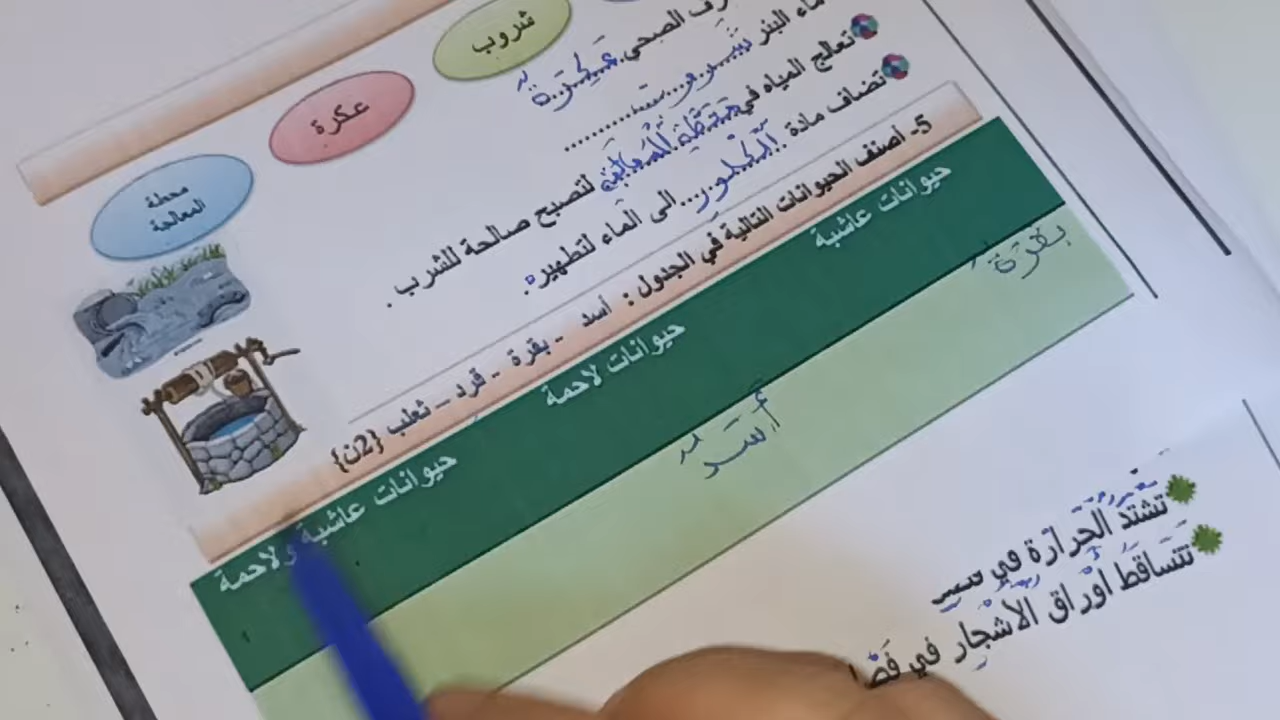 شروب
عكرة
محطة
المعالجة
ماء البئر شروب
الصحي عكرة
تعالج المياه في محطة المعالجة لتصبح صالحة للشرب .
تضاف مادة الكلور الى الماء لتطهيره.
5- أصنف الحيوانات التالية في الجدول : أسد - بقرة - قرد – ثعلب {2ن}
حيوانات عاشبة
حيوانات لاحمة
حيوانات عاشبة ولاحمة
بقرة
أسد
تشتد الحرارة في
تتساقط أوراق الأشجار في